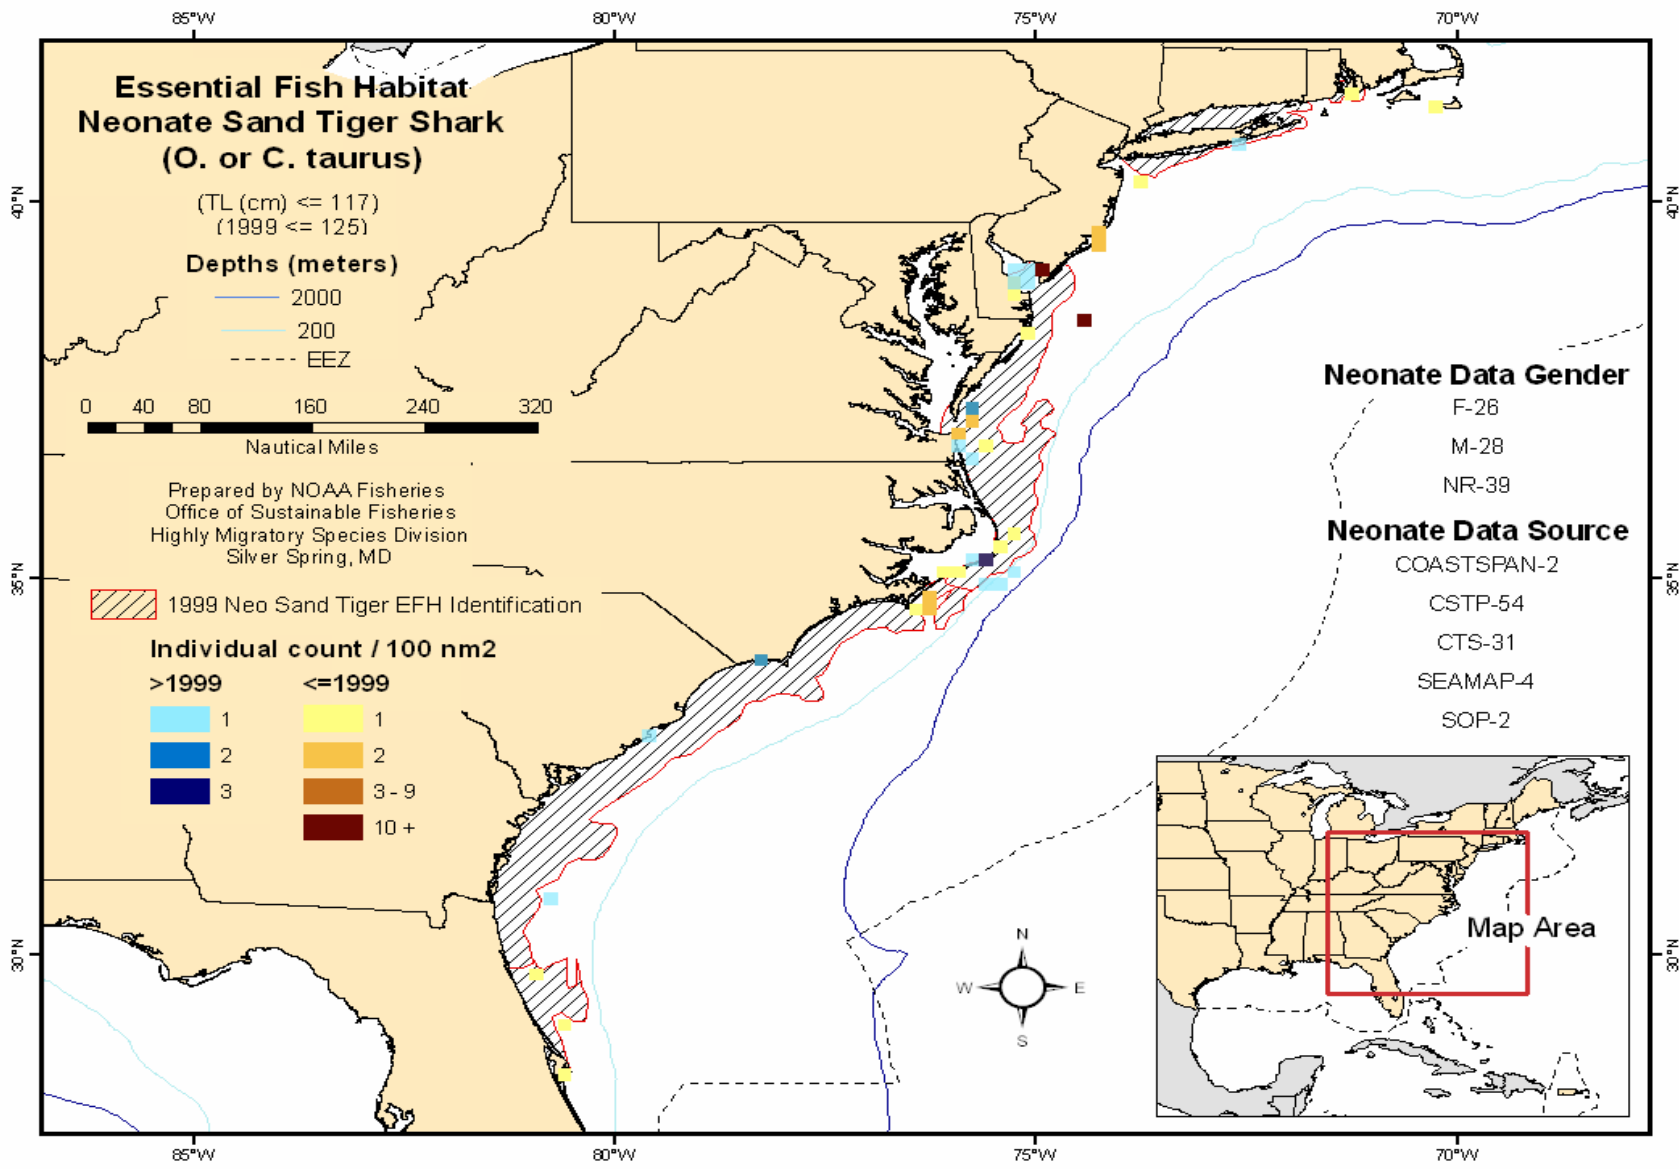 85°W 80°W 75°W 70°W
Essential Fish Habitat
Neonate Sand Tiger Shark
(O. or C. taurus)
(TL (cm) <= 117)
(1999 <= 125)
Depths (meters)
2000
200
EEZ
0 40 80 160 240 320
Nautical Miles
Prepared by NOAA Fisheries
Office of Sustainable Fisheries
Highly Migratory Species Division
Silver Spring, MD
1999 Neo Sand Tiger EFH Identification
Individual count / 100 nm2
>1999 <=1999
1 1
2 2
3 3 - 9
10 +
Neonate Data Gender
F-26
M-28
NR-39
Neonate Data Source
COASTSPAN-2
CSTP-54
CTS-31
SEAMAP-4
SOP-2
Map Area
N
W E
S
40°N 40°N
35°N 35°N
30°N 30°N
85°W 80°W 75°W 70°W